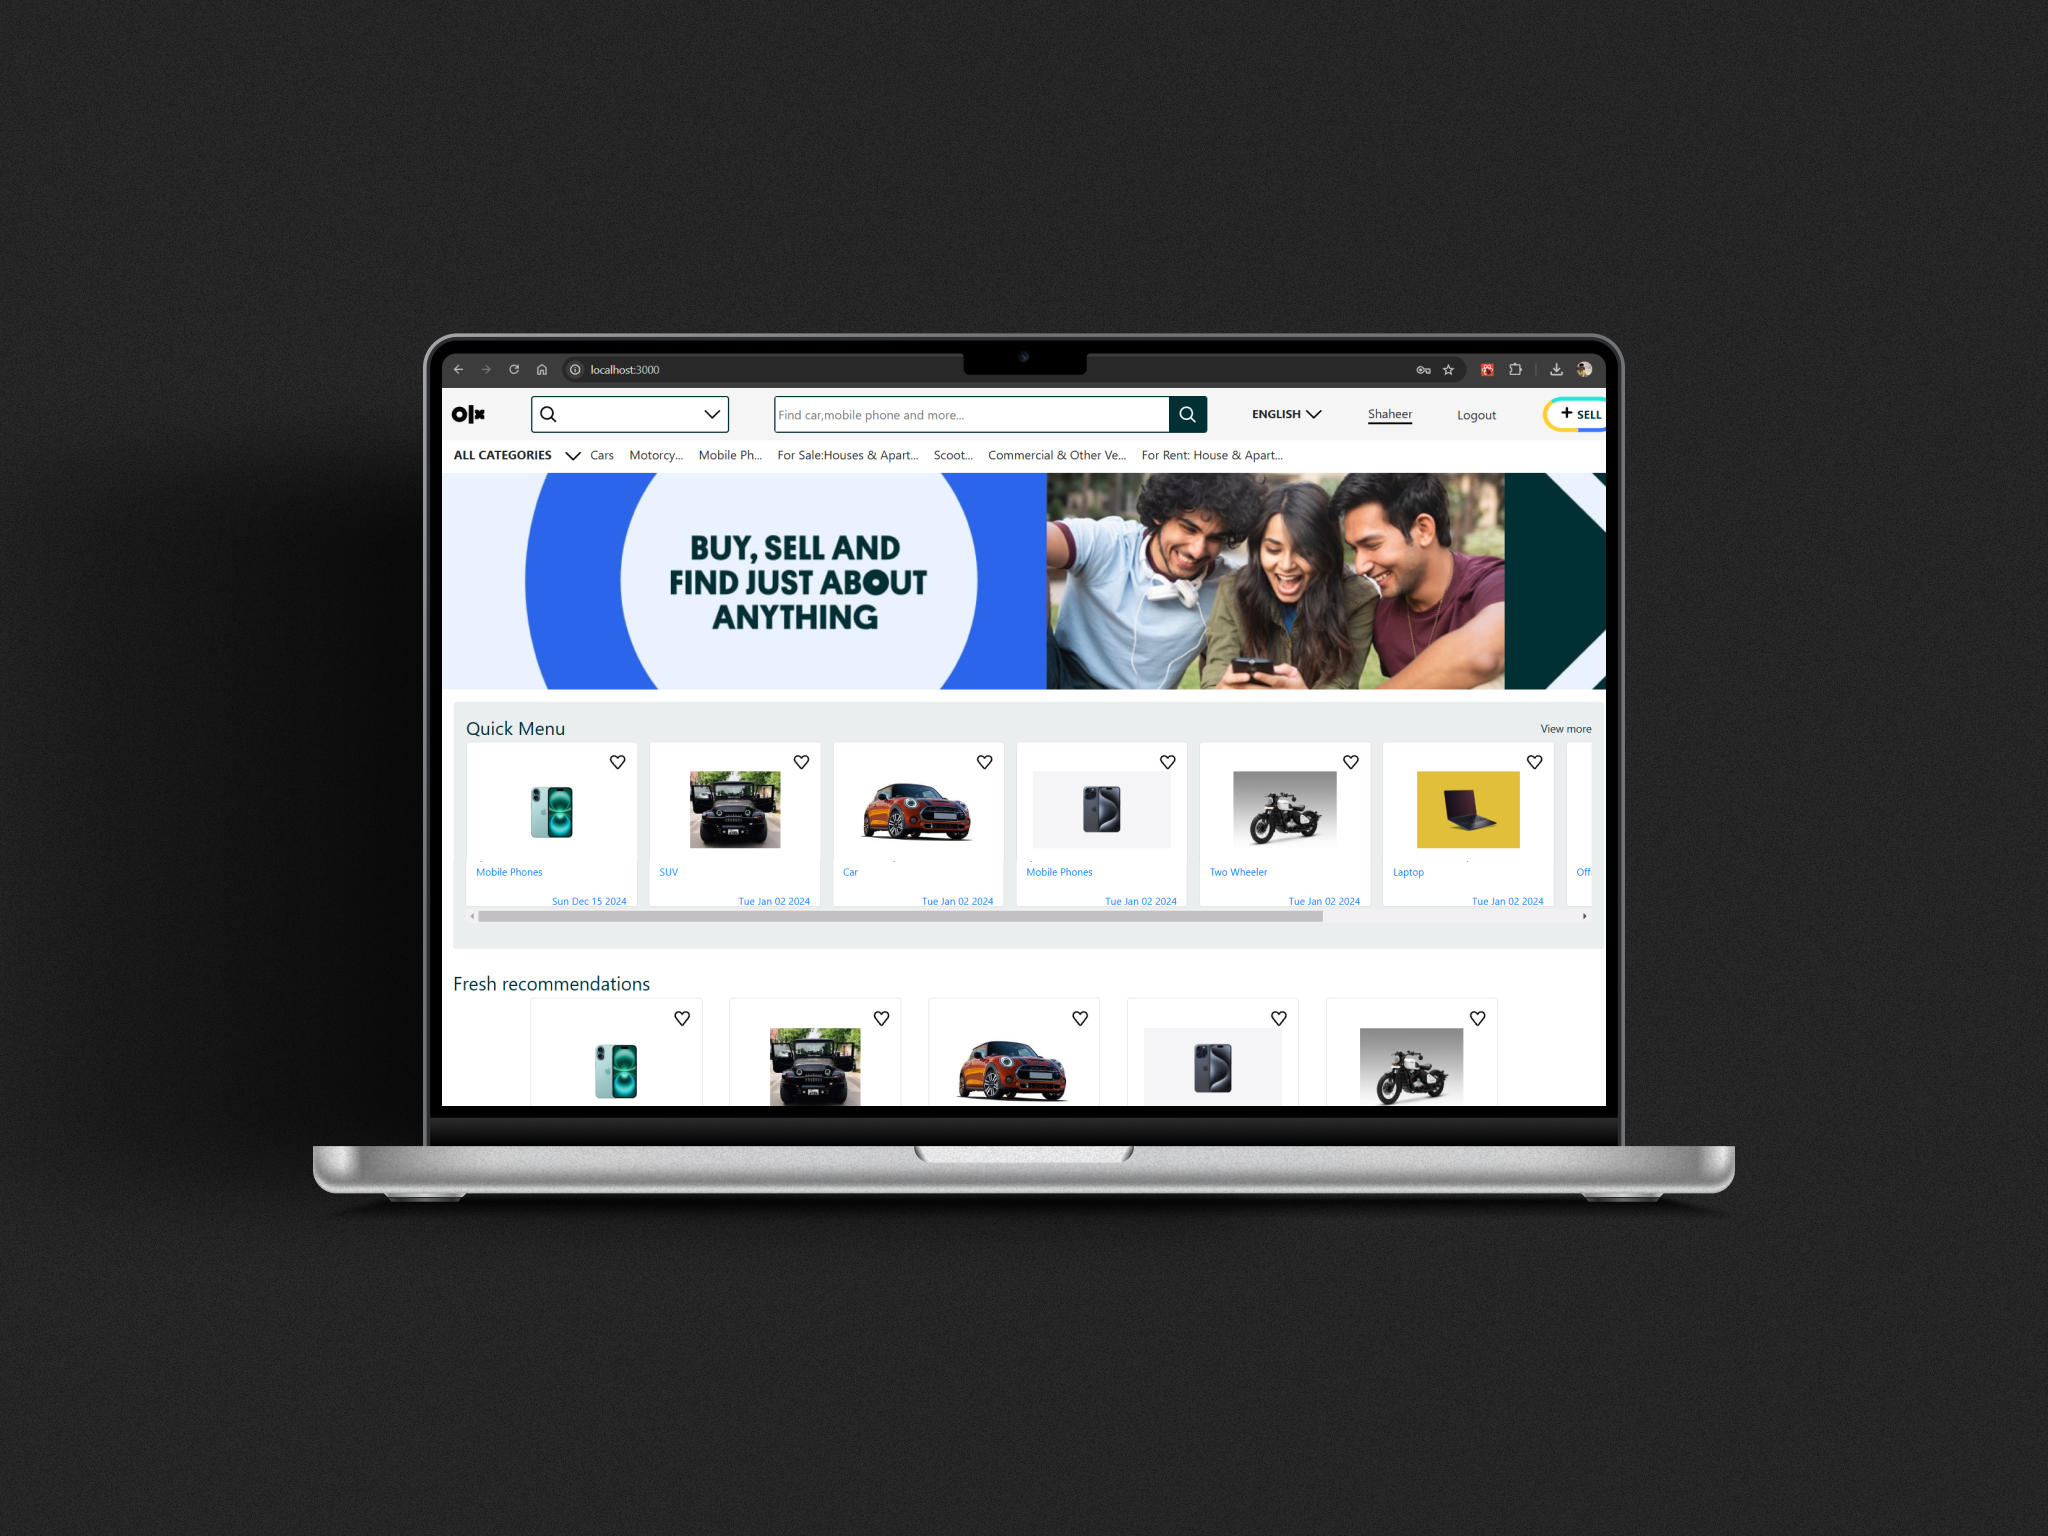 localhost:3000
olx
Find car,mobile phone and more...
ENGLISH
Shaheer
Logout
+ SELL
ALL CATEGORIES
Cars
Motorcy...
Mobile Ph...
For Sale:Houses & Apart...
Scoot...
Commercial & Other Ve...
For Rent: House & Apart...
BUY, SELL AND
FIND JUST ABOUT
ANYTHING
Quick Menu
View more
Mobile Phones
SUV
Car
Mobile Phones
Two Wheeler
Laptop
Off
Sun Dec 15 2024
Tue Jan 02 2024
Tue Jan 02 2024
Tue Jan 02 2024
Tue Jan 02 2024
Tue Jan 02 2024
Fresh recommendations